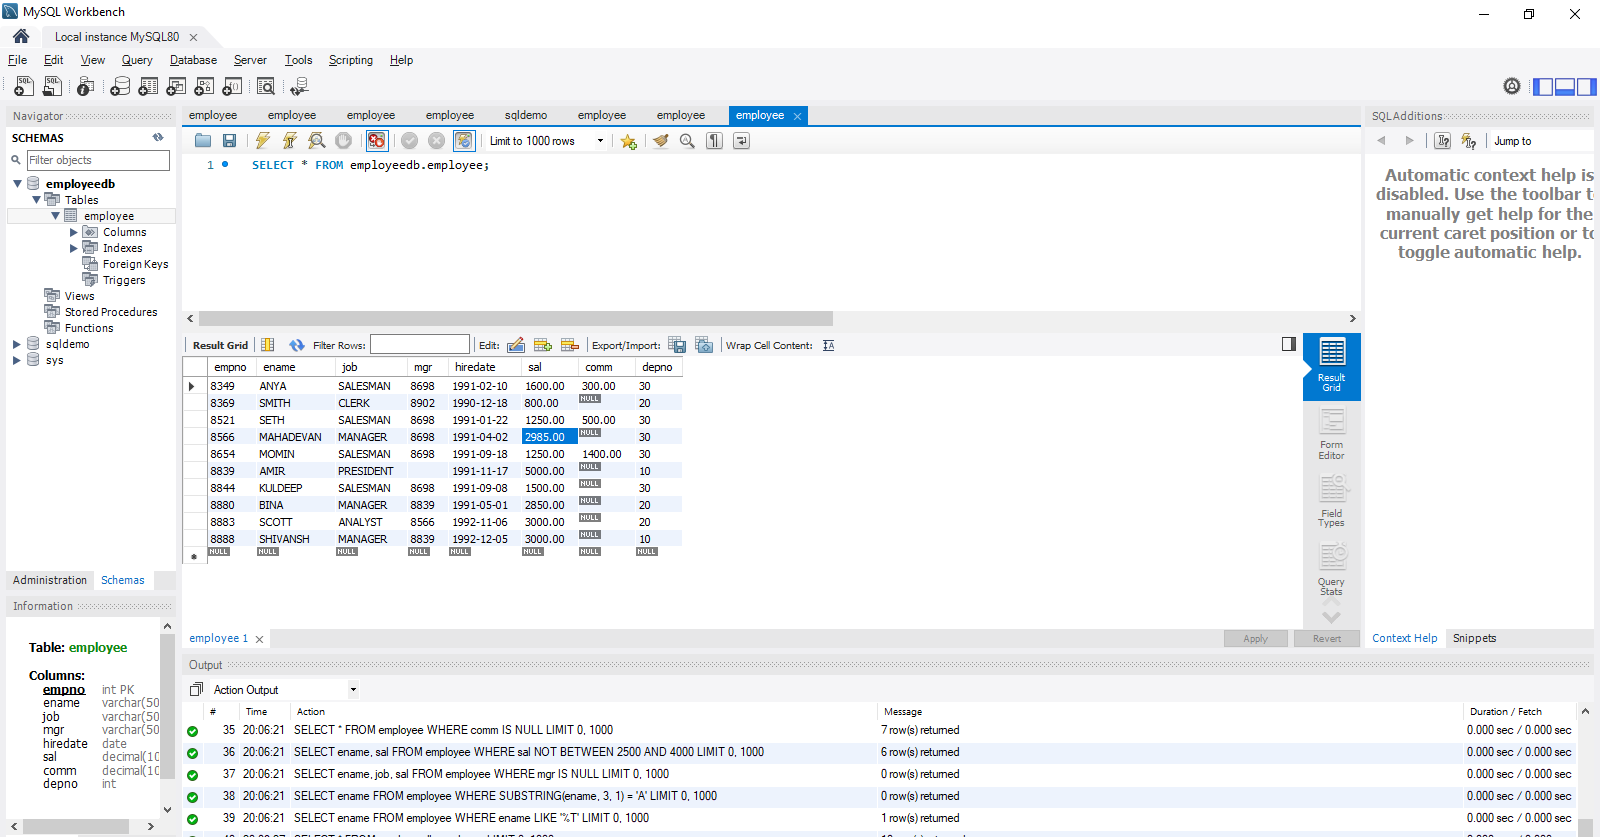 MySQL Workbench
Local instance MySQL80
File Edit View Query Database Server Tools Scripting Help
Navigator
SCHEMAS
Filter objects
employeedb
Tables
employee
Columns
Indexes
Foreign Keys
Triggers
Views
Stored Procedures
Functions
sqldemo
sys
Administration Schemas
Information
Table: employee
Columns:
empno int PK
ename varchar(50
job varchar(50
mgr varchar(50
hiredate date
sal decimal(10
comm decimal(10
depno int
employee employee employee employee sqldemo employee employee employee
Limit to 1000 rows
1 SELECT * FROM employeedb.employee;
Result Grid Filter Rows: Edit: Export/Import: Wrap Cell Content:
empno ename job mgr hiredate sal comm depno
8349 ANYA SALESMAN 8698 1991-02-10 1600.00 300.00 30
8369 SMITH CLERK 8902 1990-12-18 800.00 NULL 20
8521 SETH SALESMAN 8698 1991-01-22 1250.00 500.00 30
8566 MAHADEVAN MANAGER 8698 1991-04-02 2985.00 NULL 30
8654 MOMIN SALESMAN 8698 1991-09-18 1250.00 1400.00 30
8839 AMIR PRESIDENT 1991-11-17 5000.00 NULL 10
8844 KULDEEP SALESMAN 8698 1991-09-08 1500.00 NULL 30
8880 BINA MANAGER 8839 1991-05-01 2850.00 NULL 20
8883 SCOTT ANALYST 8566 1992-11-06 3000.00 NULL 20
8888 SHIVANSH MANAGER 8839 1992-12-05 3000.00 NULL 10
NULL NULL NULL NULL NULL NULL NULL NULL
Result
Grid
Form
Editor
Field
Types
Query
Stats
employee 1
Apply Revert
SQLAdditions
Jump to
Automatic context help is
disabled. Use the toolbar t
manually get help for the
current caret position or to
toggle automatic help.
Context Help Snippets
Output
Action Output
# Time Action Message Duration / Fetch
35 20:06:21 SELECT * FROM employee WHERE comm IS NULL LIMIT 0, 1000 7 row(s) returned 0.000 sec / 0.000 sec
36 20:06:21 SELECT ename, sal FROM employee WHERE sal NOT BETWEEN 2500 AND 4000 LIMIT 0, 1000 6 row(s) returned 0.000 sec / 0.000 sec
37 20:06:21 SELECT ename, job, sal FROM employee WHERE mgr IS NULL LIMIT 0, 1000 0 row(s) returned 0.000 sec / 0.000 sec
38 20:06:21 SELECT ename FROM employee WHERE SUBSTRING(ename, 3, 1) = 'A' LIMIT 0, 1000 0 row(s) returned 0.000 sec / 0.000 sec
39 20:06:21 SELECT ename FROM employee WHERE ename LIKE '%T' LIMIT 0, 1000 1 row(s) returned 0.000 sec / 0.000 sec